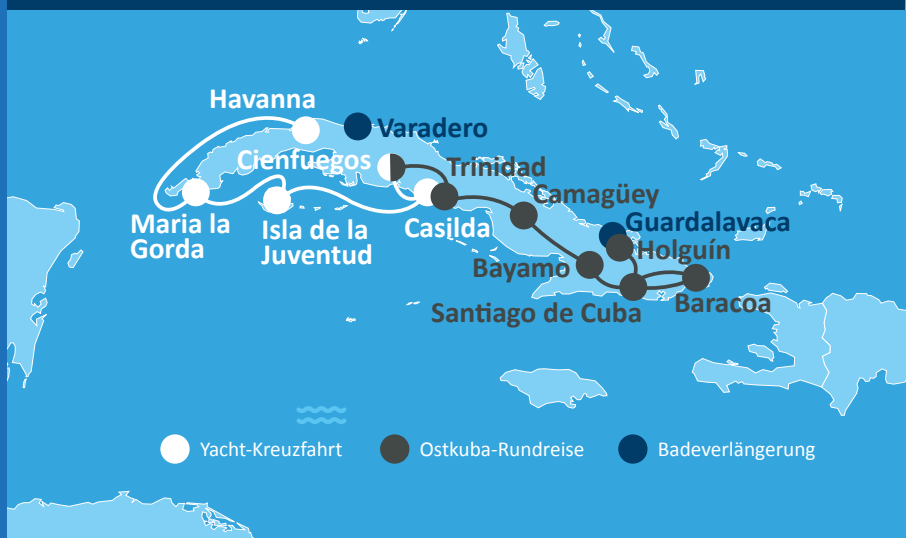 Havanna
Varadero
Cienfuegos
Trinidad
Camagüey
Maria la
Gorda
Isla de la
Juventud
Casilda
Guardalavaca
Holguín
Bayamo
Santiago de Cuba
Baracoa
Yacht-Kreuzfahrt
Ostkuba-Rundreise
Badeverlängerung